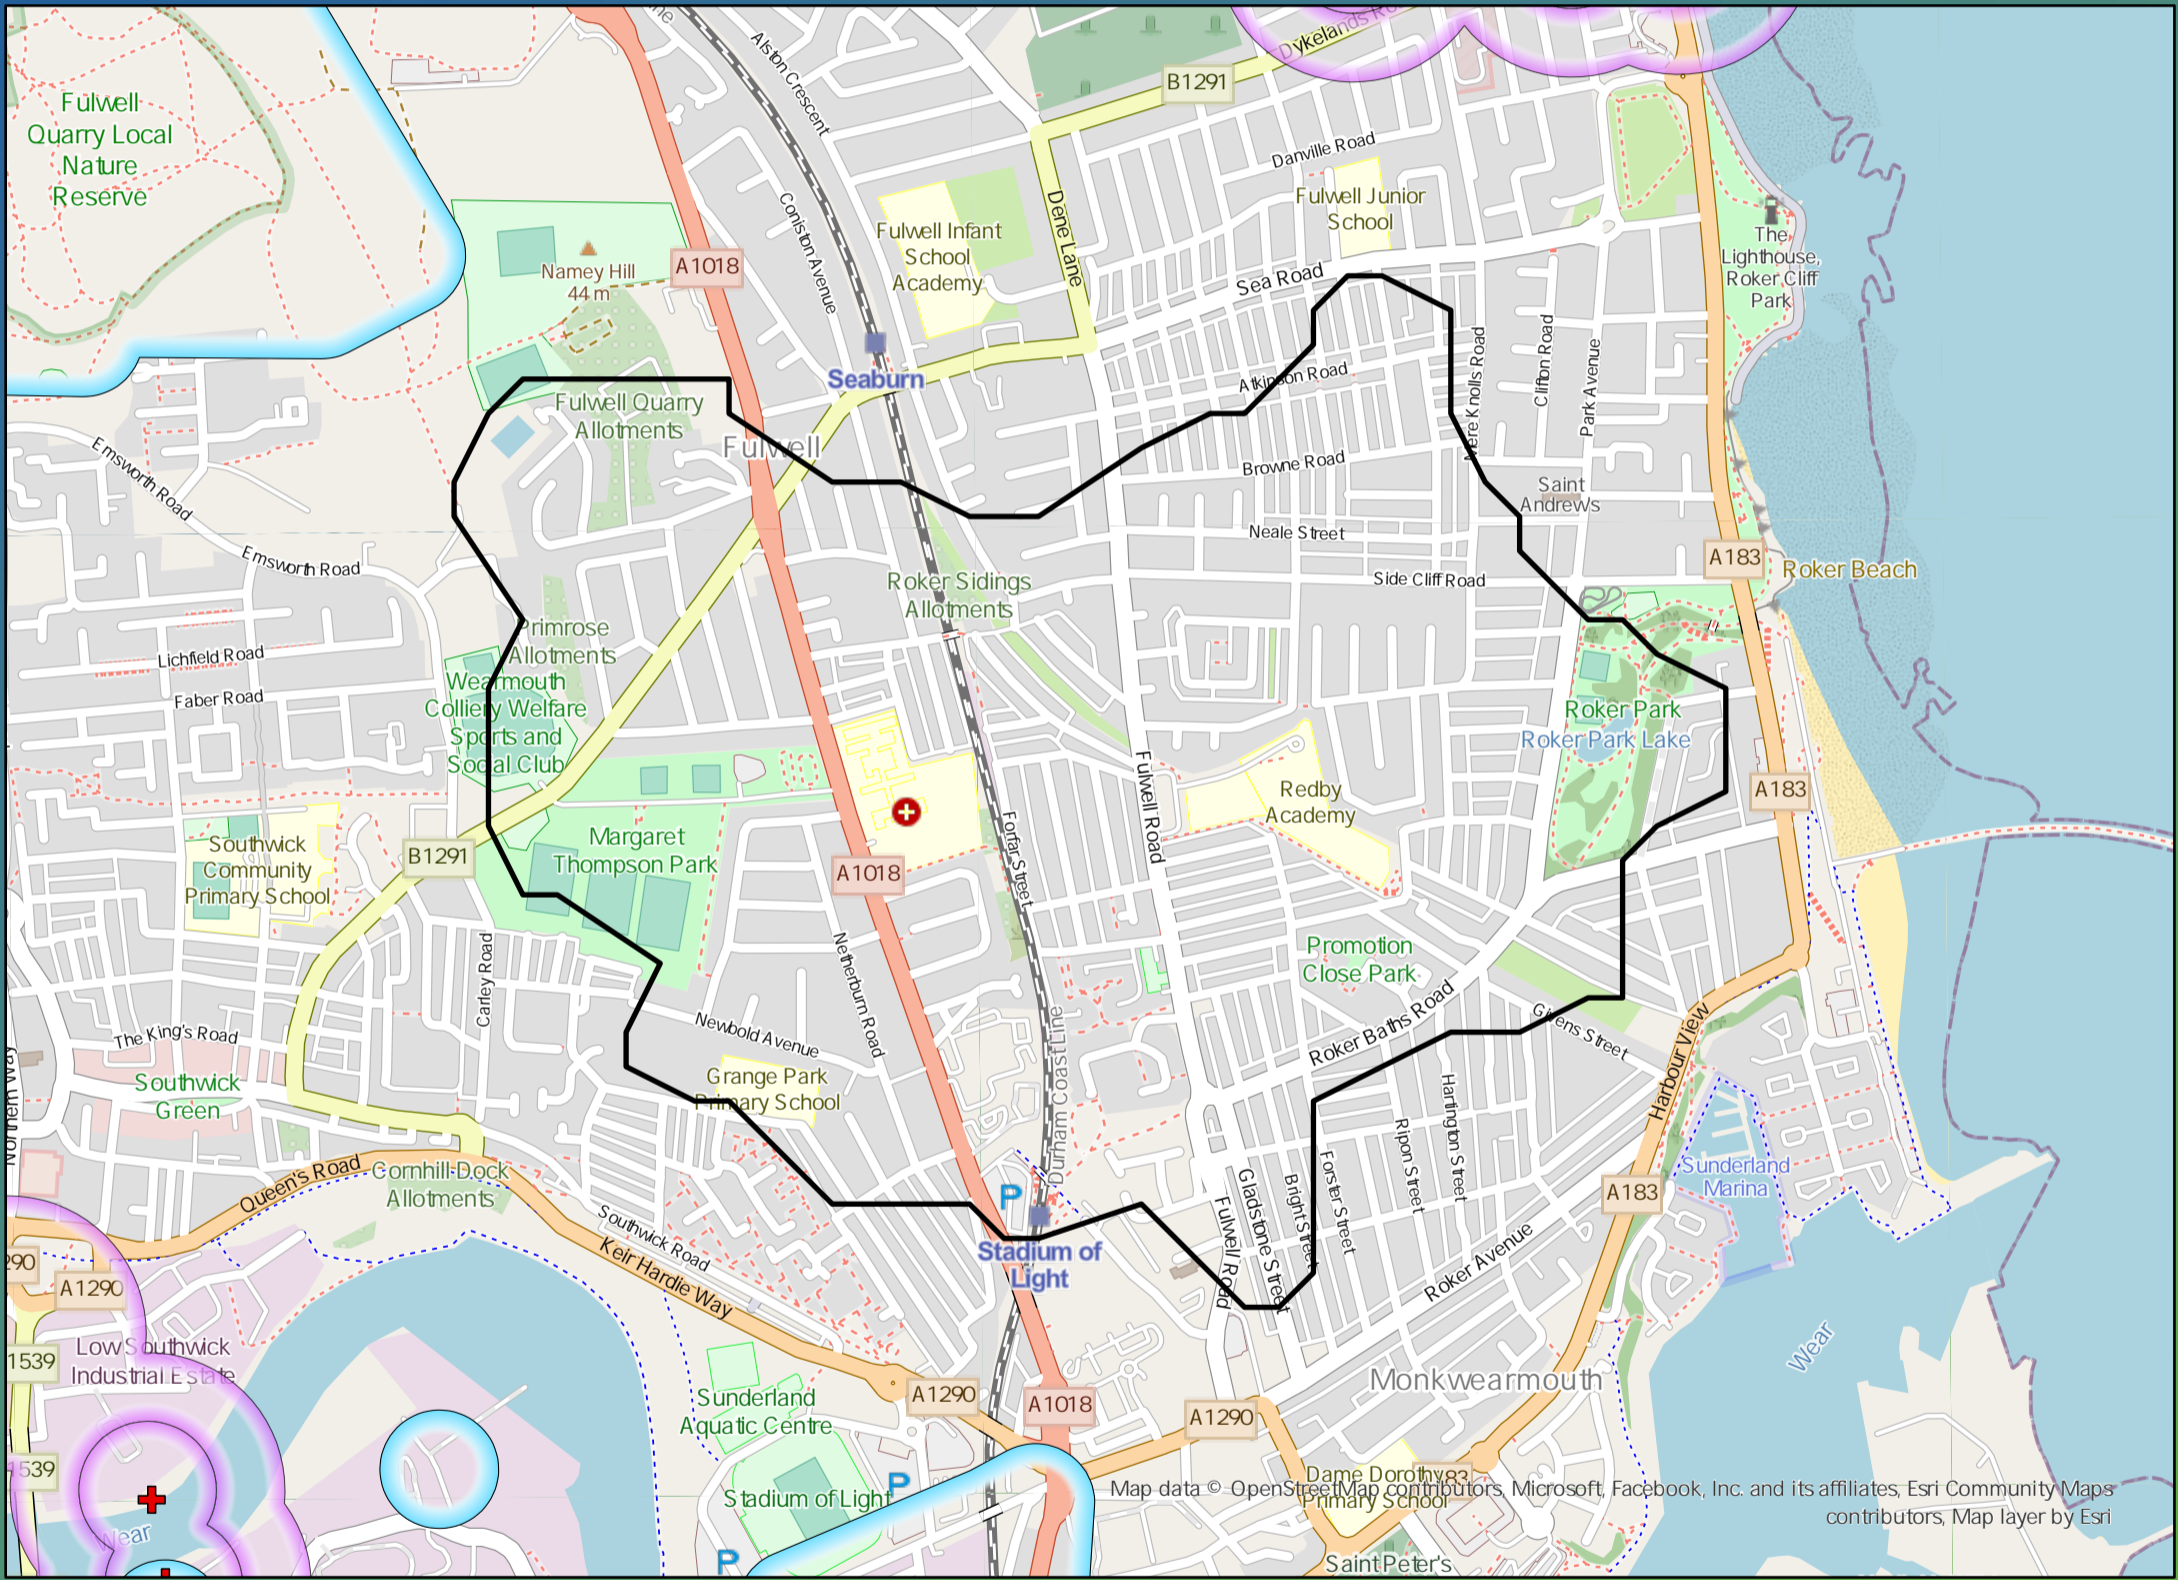 Dykelands Ro
Alston Crescent
B1291
Fulwell
Quarry Local
Nature
Reserve
Danville Road
Fulwell Junior
School
Coniston Avenue
Dene Lane
Fulwell Infant
School
Academy
The
Lighthouse,
Roker Cliff
Park
Namey Hill
44 m
A1018
Sea Road
Seaburn
Atkinson Road
Mere Knolls Road
Clifton Road
Park Avenue
Fulwell Quarry
Allotments
Fulwell
Emsworth Road
Browne Road
Saint
Andrew's
Neale Street
Emsworth Road
A183
Roker Beach
Side Cliff Road
Roker Sidings
Allotments
Primrose
Allotments
Lichfield Road
Faber Road
Wearmouth
Colliery Welfare
Sports and
Social Club
Roker Park
Roker Park Lake
Fulwell Road
Redby
Academy
A183
Forfar Street
Margaret
Thompson Park
Southwick
Community
Primary School
B1291
A1018
Carley Road
Netherburn Road
Promotion
Close Park
Roker Baths Road
Givens Street
Harbour View
Newbold Avenue
The King's Road
Northern Way
Southwick
Green
Grange Park
Primary School
Durham Coast Line
Hartington Street
Ripon Street
Forster Street
Bright Street
Gladstone Street
Fulwell Road
Queen's Road
Cornhill Dock
Allotments
P
Sunderland
Marina
A183
Southwick Road
Keir Hardie Way
Stadium of
Light
Roker Avenue
290
A1290
Low Southwick
Industrial Estate
1539
Wear
Monkwearmouth
Sunderland
Aquatic Centre
A1290
A1018
A1290
1539
Stadium of Light
P
Dame Dorothy
Primary School
83
Wear
P
Saint Peter's
Map data © OpenStreetMap contributors, Microsoft, Facebook, Inc. and its affiliates, Esri Community Maps
contributors, Map layer by Esri